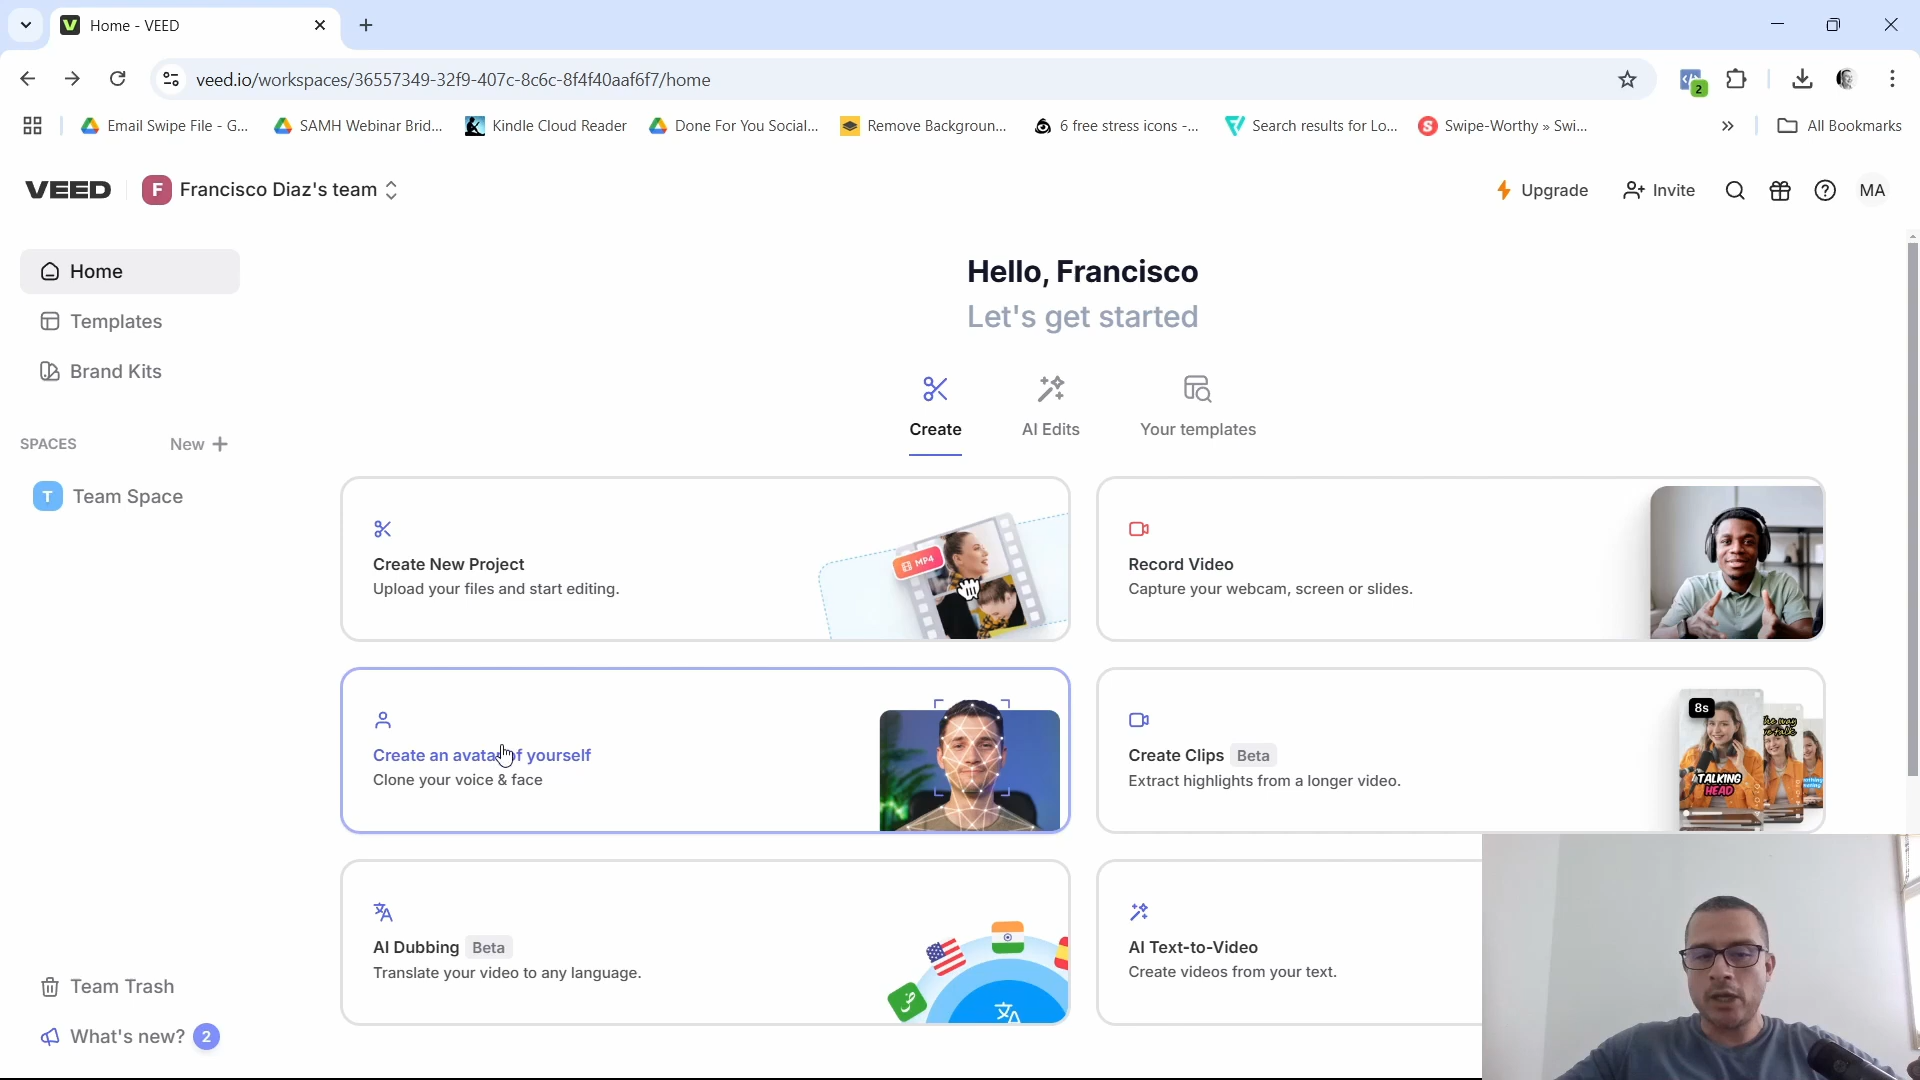 Home - VEED
veed.io/workspaces/36557349-32f9-407c-8c6c-8f4f40aaf6f7/home
2
Email Swipe File - G...
SAMH Webinar Brid...
Kindle Cloud Reader
Done For You Social...
Remove Backgroun...
6 free stress icons -...
Search results for Lo...
Swipe-Worthy » Swi...
All Bookmarks
VEED
F
Francisco Diaz's team
Upgrade
Invite
MA
Home
Templates
Brand Kits
SPACES
New +
T
Team Space
Team Trash
What's new?
2
Hello, Francisco
Let's get started
Create
AI Edits
Your templates
Create New Project
Upload your files and start editing.
MP4
Record Video
Capture your webcam, screen or slides.
Create an avatar of yourself
Clone your voice & face
Create Clips Beta
Extract highlights from a longer video.
8s
TALKING
HEAD
AI Dubbing Beta
Translate your video to any language.
AI Text-to-Video
Create videos from your text.